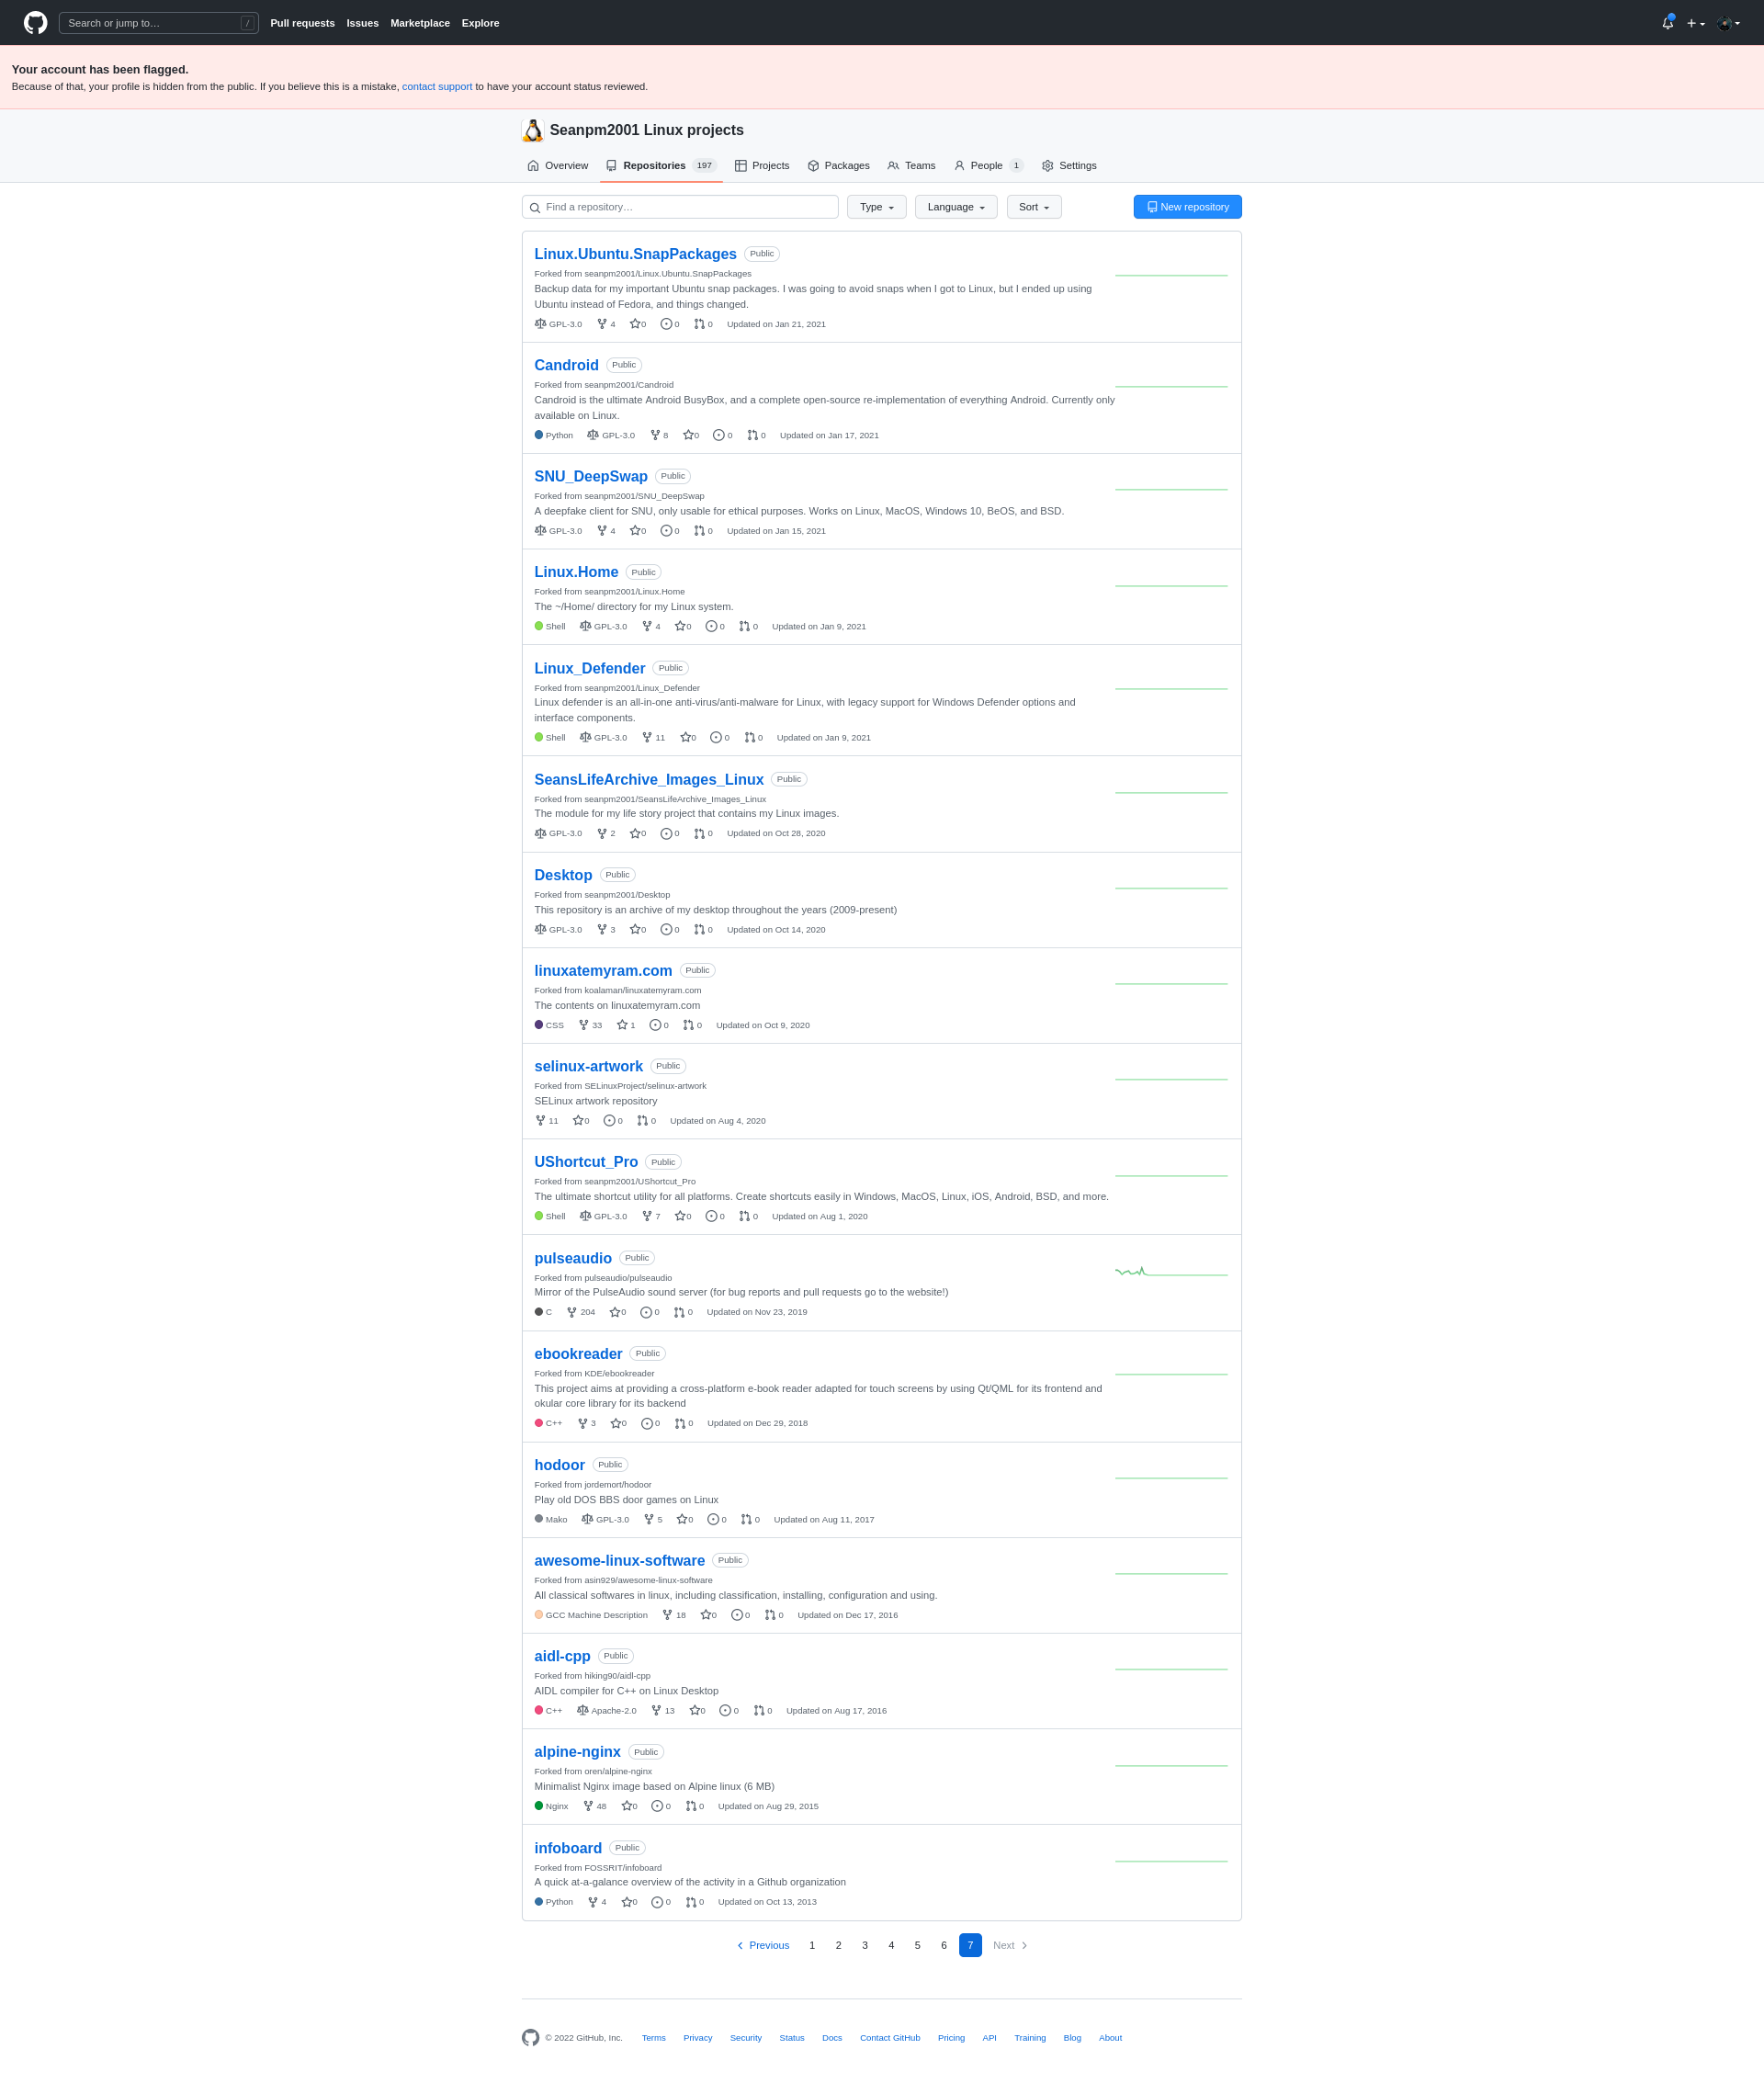 Search or jump to… /
Pull requests Issues Marketplace Explore
Your account has been flagged.
Because of that, your profile is hidden from the public. If you believe this is a mistake, contact support to have your account status reviewed.
Seanpm2001 Linux projects
Overview Repositories 197 Projects Packages Teams People 1 Settings
Find a repository… Type Language Sort New repository
Linux.Ubuntu.SnapPackages Public
Forked from seanpm2001/Linux.Ubuntu.SnapPackages
Backup data for my important Ubuntu snap packages. I was going to avoid snaps when I got to Linux, but I ended up using
Ubuntu instead of Fedora, and things changed.
GPL-3.0 4 0 0 0 Updated on Jan 21, 2021
Candroid Public
Forked from seanpm2001/Candroid
Candroid is the ultimate Android BusyBox, and a complete open-source re-implementation of everything Android. Currently only
available on Linux.
Python GPL-3.0 8 0 0 0 Updated on Jan 17, 2021
SNU_DeepSwap Public
Forked from seanpm2001/SNU_DeepSwap
A deepfake client for SNU, only usable for ethical purposes. Works on Linux, MacOS, Windows 10, BeOS, and BSD.
GPL-3.0 4 0 0 0 Updated on Jan 15, 2021
Linux.Home Public
Forked from seanpm2001/Linux.Home
The ~/Home/ directory for my Linux system.
Shell GPL-3.0 4 0 0 0 Updated on Jan 9, 2021
Linux_Defender Public
Forked from seanpm2001/Linux_Defender
Linux defender is an all-in-one anti-virus/anti-malware for Linux, with legacy support for Windows Defender options and
interface components.
Shell GPL-3.0 11 0 0 0 Updated on Jan 9, 2021
SeansLifeArchive_Images_Linux Public
Forked from seanpm2001/SeansLifeArchive_Images_Linux
The module for my life story project that contains my Linux images.
GPL-3.0 2 0 0 0 Updated on Oct 28, 2020
Desktop Public
Forked from seanpm2001/Desktop
This repository is an archive of my desktop throughout the years (2009-present)
GPL-3.0 3 0 0 0 Updated on Oct 14, 2020
linuxatemyram.com Public
Forked from koalaman/linuxatemyram.com
The contents on linuxatemyram.com
CSS 33 1 0 0 Updated on Oct 9, 2020
selinux-artwork Public
Forked from SELinuxProject/selinux-artwork
SELinux artwork repository
11 0 0 0 Updated on Aug 4, 2020
UShortcut_Pro Public
Forked from seanpm2001/UShortcut_Pro
The ultimate shortcut utility for all platforms. Create shortcuts easily in Windows, MacOS, Linux, iOS, Android, BSD, and more.
Shell GPL-3.0 7 0 0 0 Updated on Aug 1, 2020
pulseaudio Public
Forked from pulseaudio/pulseaudio
Mirror of the PulseAudio sound server (for bug reports and pull requests go to the website!)
C 204 0 0 0 Updated on Nov 23, 2019
ebookreader Public
Forked from KDE/ebookreader
This project aims at providing a cross-platform e-book reader adapted for touch screens by using Qt/QML for its frontend and
okular core library for its backend
C++ 3 0 0 0 Updated on Dec 29, 2018
hodoor Public
Forked from jordemort/hodoor
Play old DOS BBS door games on Linux
Mako GPL-3.0 5 0 0 0 Updated on Aug 11, 2017
awesome-linux-software Public
Forked from asin929/awesome-linux-software
All classical softwares in linux, including classification, installing, configuration and using.
GCC Machine Description 18 0 0 0 Updated on Dec 17, 2016
aidl-cpp Public
Forked from hiking90/aidl-cpp
AIDL compiler for C++ on Linux Desktop
C++ Apache-2.0 13 0 0 0 Updated on Aug 17, 2016
alpine-nginx Public
Forked from oren/alpine-nginx
Minimalist Nginx image based on Alpine linux (6 MB)
Nginx 48 0 0 0 Updated on Aug 29, 2015
infoboard Public
Forked from FOSSRIT/infoboard
A quick at-a-galance overview of the activity in a Github organization
Python 4 0 0 0 Updated on Oct 13, 2013
Previous 1 2 3 4 5 6 7 Next
© 2022 GitHub, Inc. Terms Privacy Security Status Docs Contact GitHub Pricing API Training Blog About